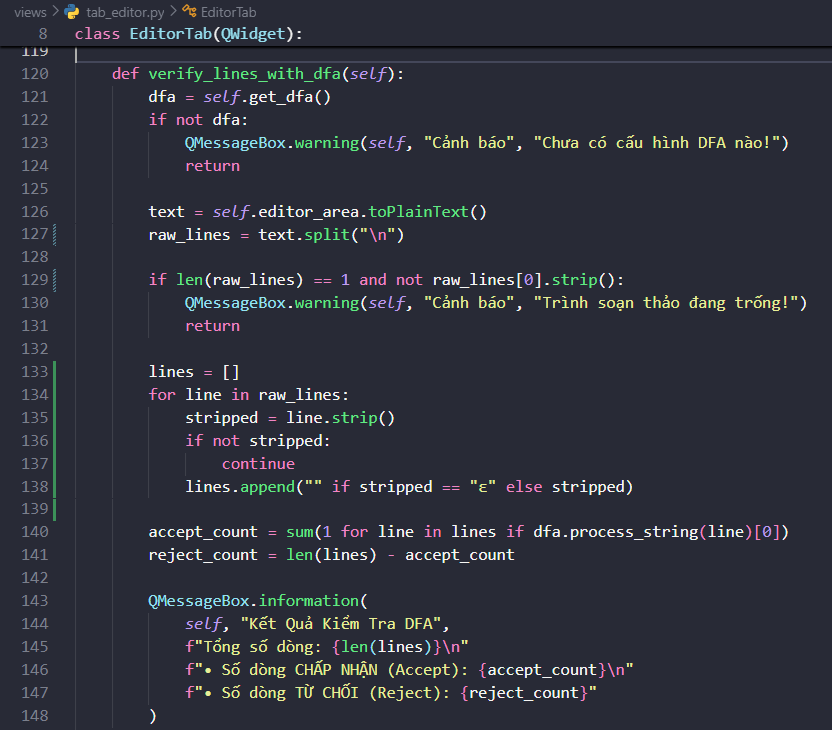 views > tab_editor.py > EditorTab
8 class EditorTab(QWidget):
119
120 def verify_lines_with_dfa(self):
121 dfa = self.get_dfa()
122 if not dfa:
123 QMessageBox.warning(self, "Cảnh báo", "Chưa có cấu hình DFA nào!")
124 return
125
126 text = self.editor_area.toPlainText()
127 raw_lines = text.split("\n")
128
129 if len(raw_lines) == 1 and not raw_lines[0].strip():
130 QMessageBox.warning(self, "Cảnh báo", "Trình soạn thảo đang trống!")
131 return
132
133 lines = []
134 for line in raw_lines:
135 stripped = line.strip()
136 if not stripped:
137 continue
138 lines.append("" if stripped == "ε" else stripped)
139
140 accept_count = sum(1 for line in lines if dfa.process_string(line)[0])
141 reject_count = len(lines) - accept_count
142
143 QMessageBox.information(
144 self, "Kết Quả Kiểm Tra DFA",
145 f"Tổng số dòng: {len(lines)}\n"
146 f"• Số dòng CHẤP NHẬN (Accept): {accept_count}\n"
147 f"• Số dòng TỪ CHỐI (Reject): {reject_count}"
148 )